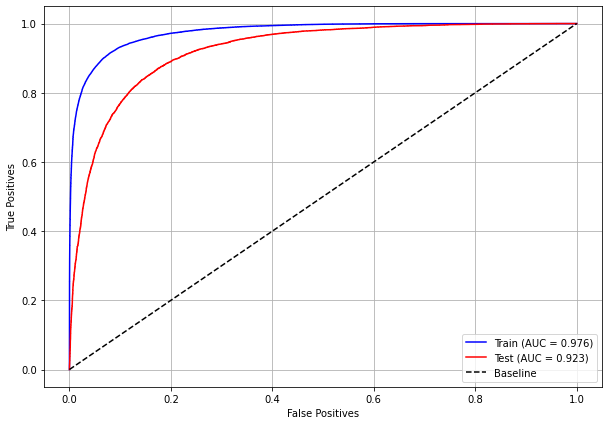 1.0
0.8
0.6
0.4
0.2
0.0
True Positives
0.0 0.2 0.4 0.6 0.8 1.0
False Positives
Train (AUC = 0.976)
Test (AUC = 0.923)
Baseline